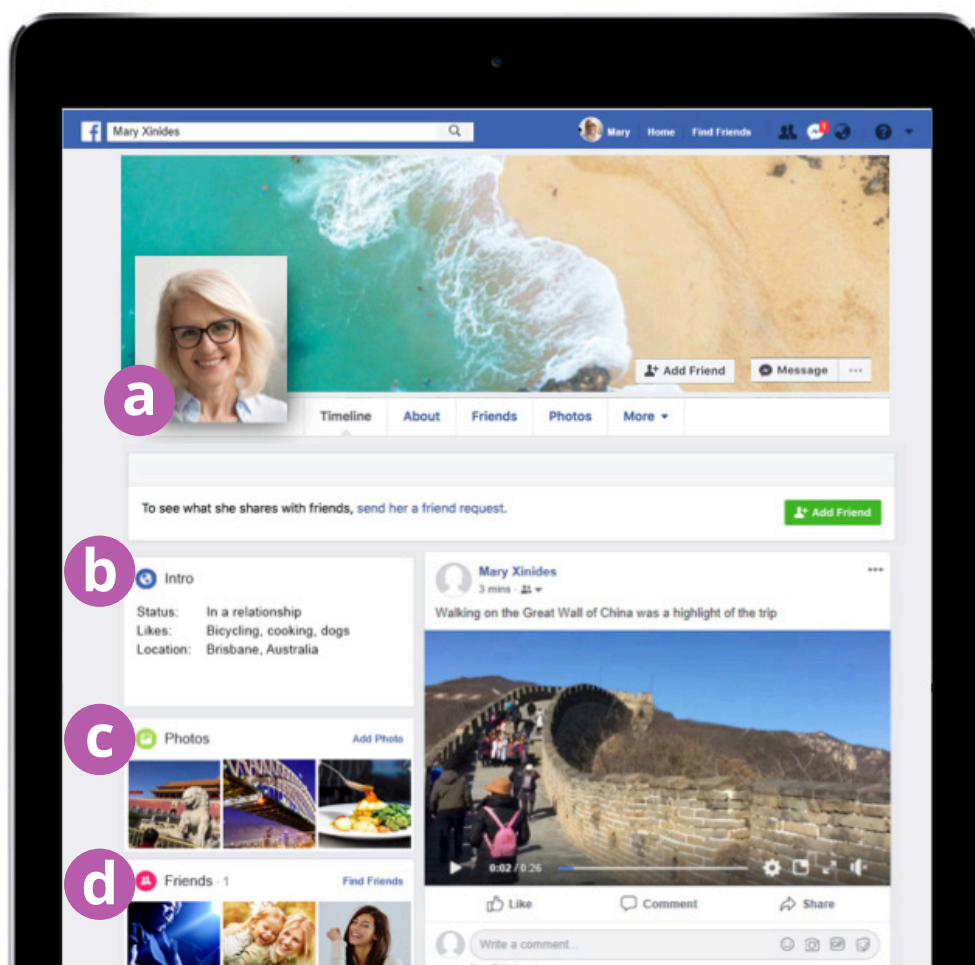 f Mary Xinides Mary Home Find Friends 1 ?
Add Friend Message ...
a
Timeline About Friends Photos More
To see what she shares with friends, send her a friend request.
Add Friend
b Intro
Status: In a relationship
Likes: Bicycling, cooking, dogs
Location: Brisbane, Australia
Mary Xinides
3 mins ·
Walking on the Great Wall of China was a highlight of the trip
c Photos Add Photo
0:02 / 0:26
d Friends · 1 Find Friends
Like Comment Share
Write a comment... GIF